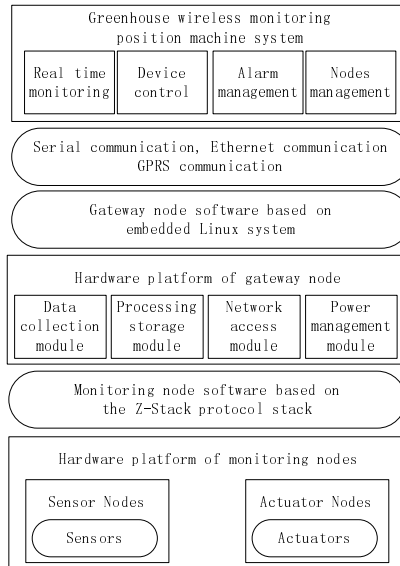 Greenhouse wireless monitoring
position machine system
Real time
monitoring
Device
control
Alarm
management
Nodes
management
Serial communication, Ethernet communication
GPRS communication
Gateway node software based on
embedded Linux system
Hardware platform of gateway node
Data
collection
module
Processing
storage
module
Network
access
module
Power
management
module
Monitoring node software based on
the Z-Stack protocol stack
Hardware platform of monitoring nodes
Sensor Nodes
Sensors
Actuator Nodes
Actuators